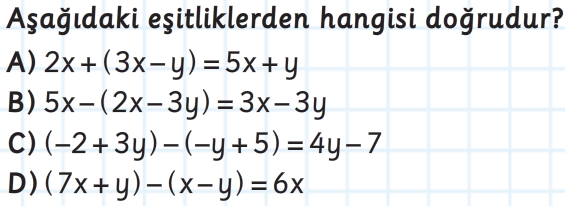 Aşağıdaki eşitliklerden hangisi doğrudur?
A) 2x+(3x–y)=5x+y
B) 5x–(2x–3y)=3x–3y
C) (–2+3y)–(–y+5)=4y–7
D) (7x+y)–(x–y)=6x